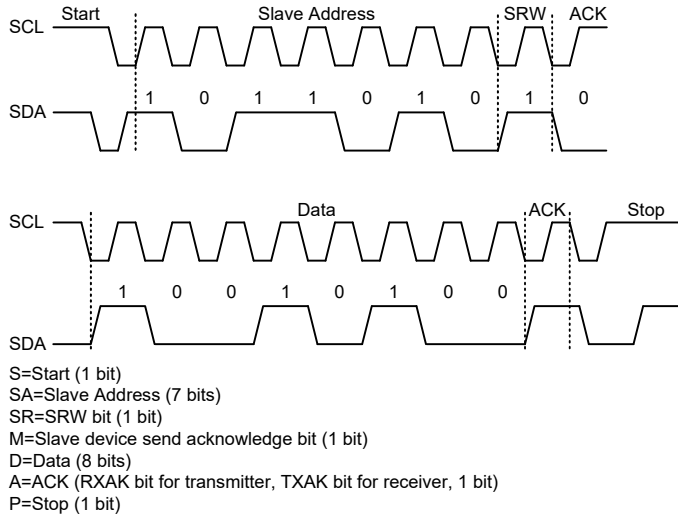 Start Slave Address SRW ACK
SCL
1 0 1 1 0 1 0 1 0
SDA
Data ACK Stop
SCL
1 0 0 1 0 1 0 0
SDA
S=Start (1 bit)
SA=Slave Address (7 bits)
SR=SRW bit (1 bit)
M=Slave device send acknowledge bit (1 bit)
D=Data (8 bits)
A=ACK (RXAK bit for transmitter, TXAK bit for receiver, 1 bit)
P=Stop (1 bit)